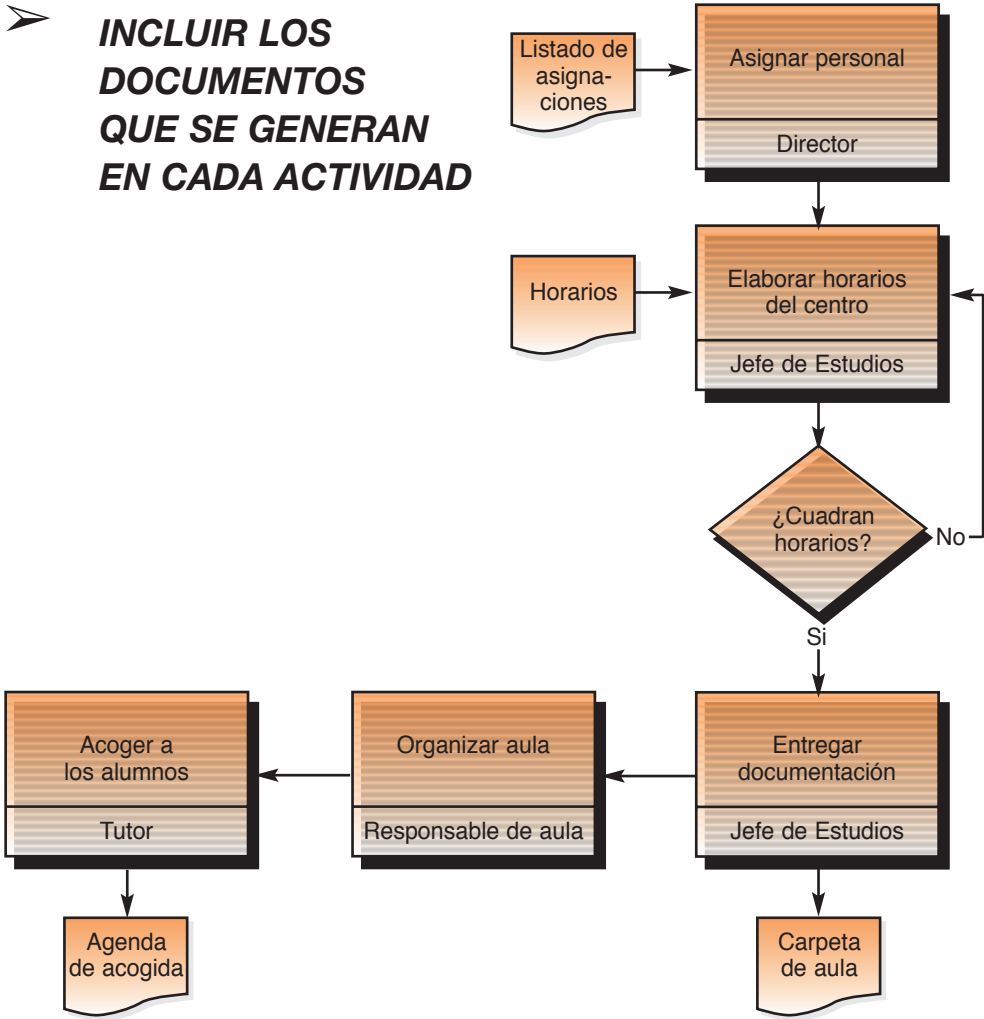 ➢ INCLUIR LOS
DOCUMENTOS
QUE SE GENERAN
EN CADA ACTIVIDAD
Listado de
asigna-
ciones
Asignar personal
Director
Horarios
Elaborar horarios
del centro
Jefe de Estudios
¿Cuadran
horarios?
No
Si
Acoger a
los alumnos
Tutor
Organizar aula
Responsable de aula
Entregar
documentación
Jefe de Estudios
Agenda
de acogida
Carpeta
de aula